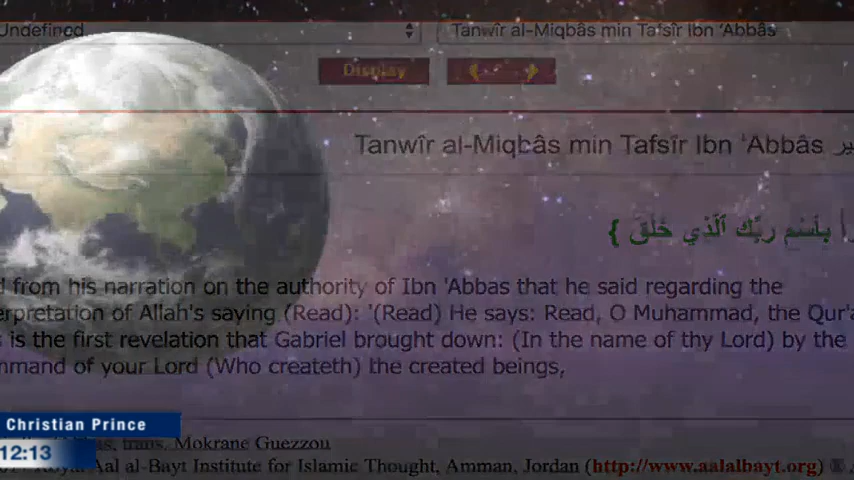 Undefined
Tanwîr al-Miqbâs min Tafsîr Ibn 'Abbâs
Display
Tanwîr al-Miqbâs min Tafsîr Ibn 'Abbâs
بِٱسْمِ رَبِّكَ ٱلَّذِي خَلَقَ }
from his narration on the authority of Ibn 'Abbas that he said regarding the
erpretation of Allah's saying (Read): '(Read) He says: Read, O Muhammad, the Qur'a
is the first revelation that Gabriel brought down: (In the name of thy Lord) by the
mmand of your Lord (Who createth) the created beings,
Christian Prince
trans. Mokrane Guezzou
12:13
Aal al-Bayt Institute for Islamic Thought, Amman, Jordan (http://www.aalalbayt.org) ®